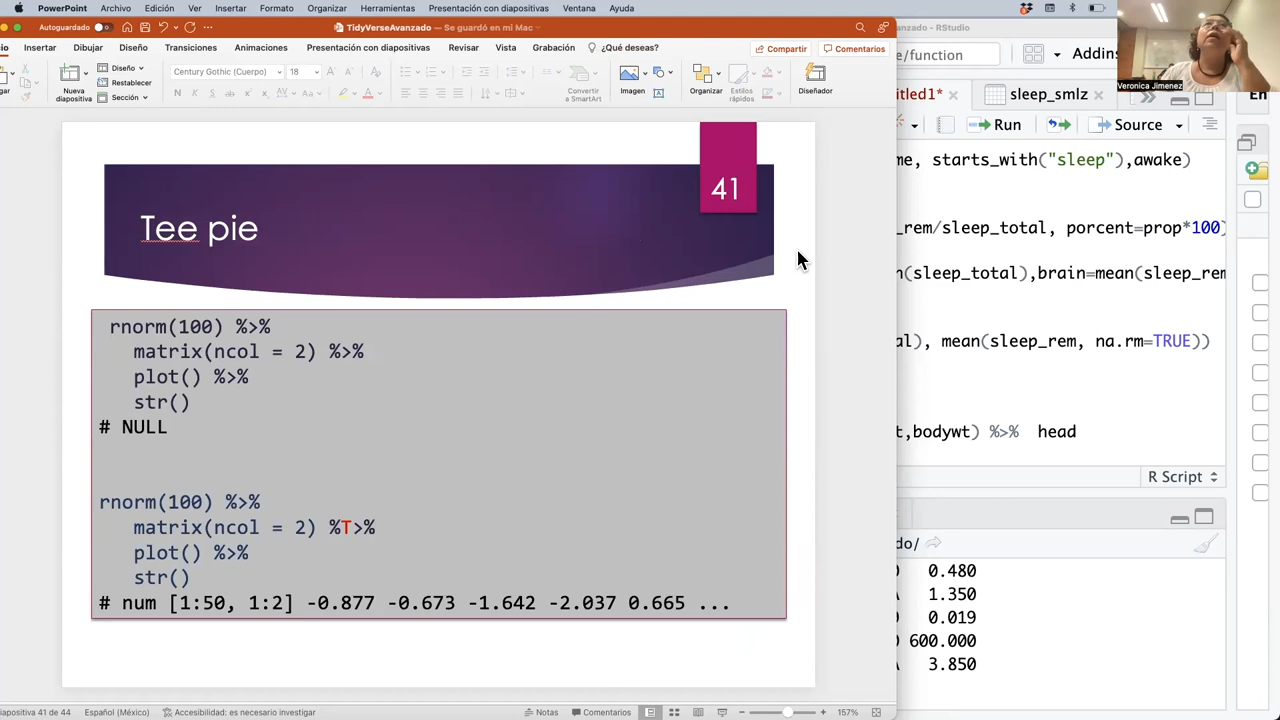 PowerPoint Archivo Edición Ver Insertar Formato Organizar Herramientas Presentación con diapositivas Ventana Ayuda
Autoguardado TidyVerseAvanzado — Se guardó en mi Mac
Insertar Dibujar Diseño Transiciones Animaciones Presentación con diapositivas Revisar Vista Grabación ¿Qué deseas? Compartir Comentarios
Nueva diapositiva
Diseño
Restablecer
Sección
Century Gothic (Cuerpo) 18
Convertir a SmartArt
Imagen
Organizar
Estilos rápidos
Diseñador
41
Tee pie
rnorm(100) %>%
matrix(ncol = 2) %>%
plot() %>%
str()
# NULL
rnorm(100) %>%
matrix(ncol = 2) %T>%
plot() %>%
str()
# num [1:50, 1:2] -0.877 -0.673 -1.642 -2.037 0.665 ...
diapositiva 41 de 44 Español (México) Accesibilidad: es necesario investigar Notas Comentarios 157%
anzado - RStudio
e/function Addins
Veronica Jimenez
ntitled1* sleep_smlz En
Run Source
me, starts_with("sleep"),awake)
_rem/sleep_total, porcent=prop*100)
n(sleep_total),brain=mean(sleep_rem
al), mean(sleep_rem, na.rm=TRUE))
t,bodywt) %>% head
R Script
do/
0.480
1.350
0.019
600.000
3.850